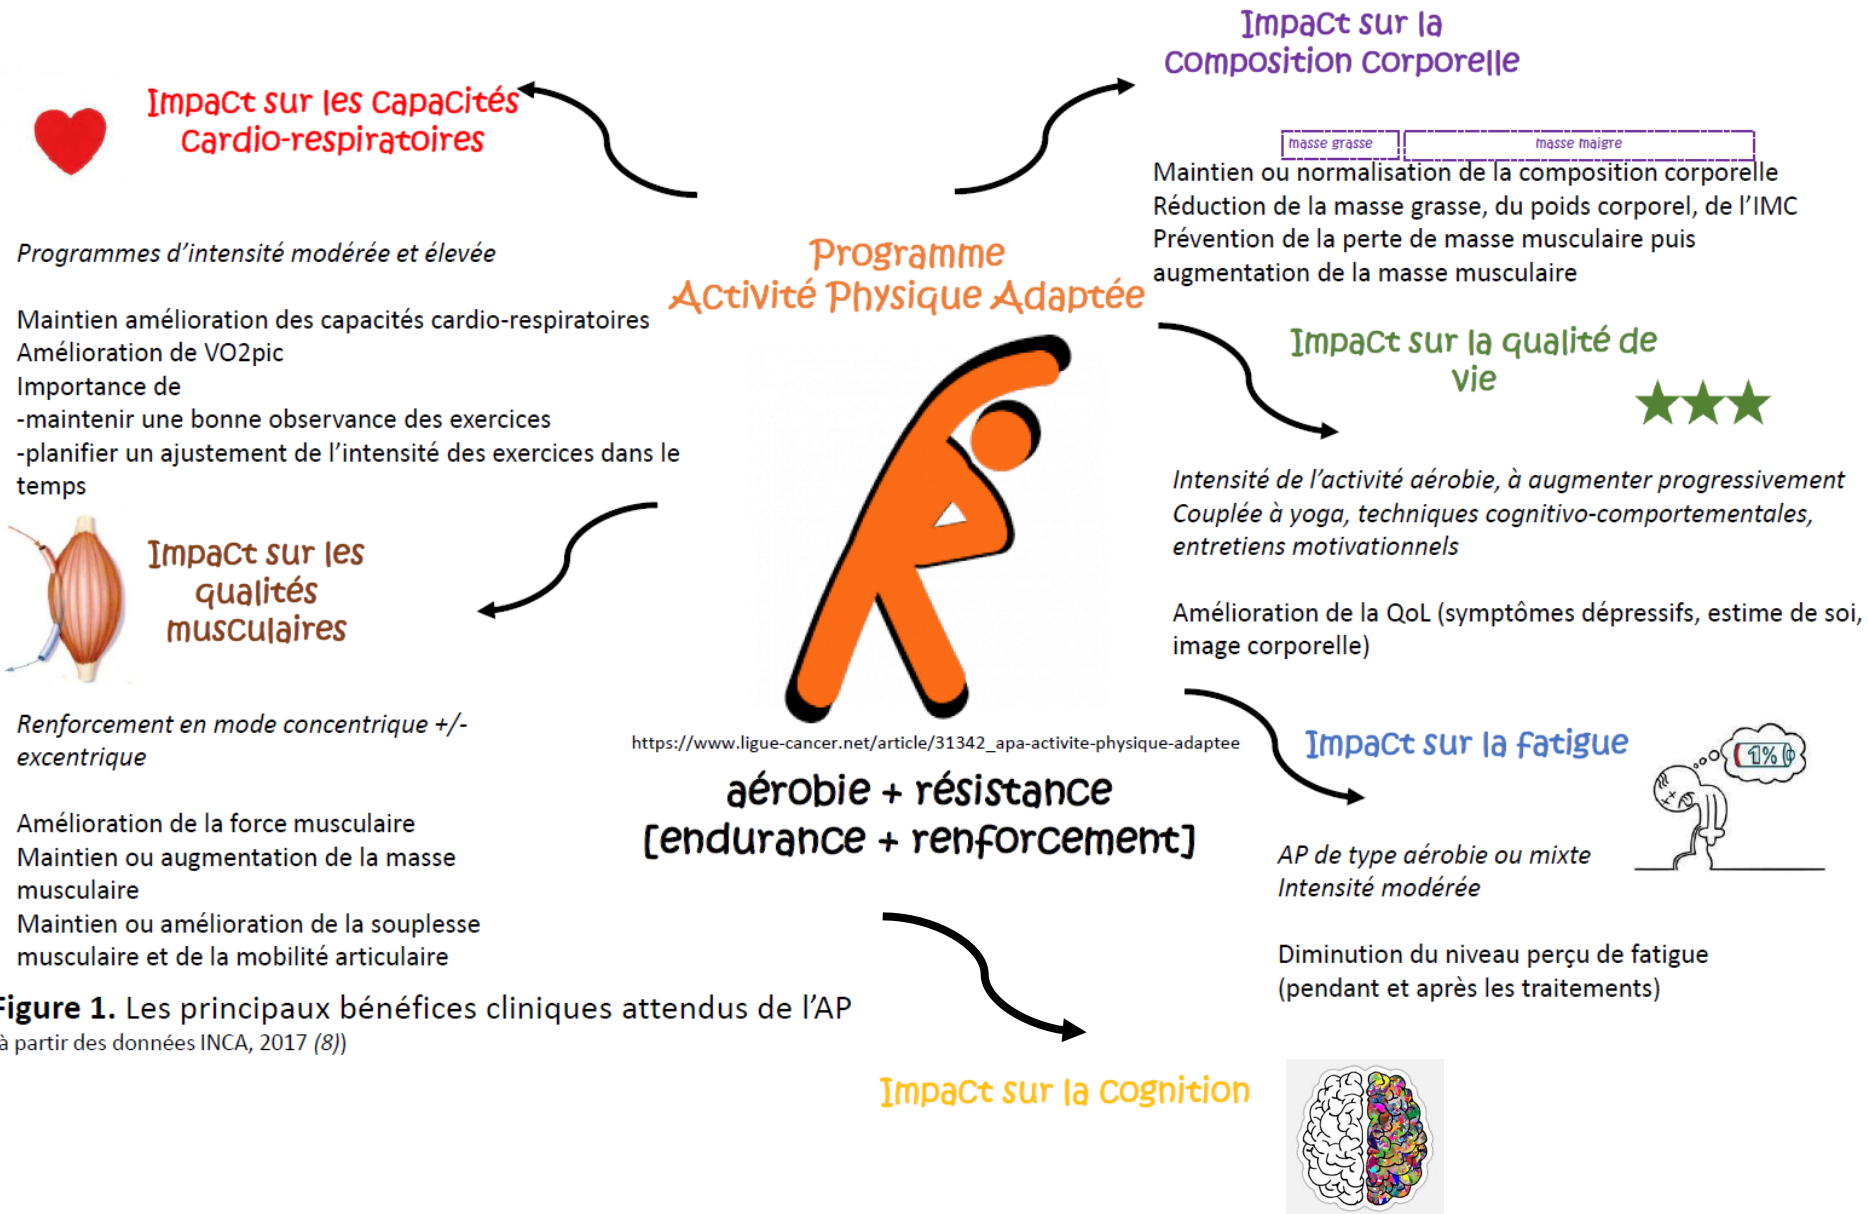 Impact sur les capacités
cardio-respiratoires
Programmes d’intensité modérée et élevée
Maintien amélioration des capacités cardio-respiratoires
Amélioration de VO2pic
Importance de
-maintenir une bonne observance des exercices
-planifier un ajustement de l’intensité des exercices dans le
temps
Impact sur les
qualités
musculaires
Renforcement en mode concentrique +/-
excentrique
Amélioration de la force musculaire
Maintien ou augmentation de la masse
musculaire
Maintien ou amélioration de la souplesse
musculaire et de la mobilité articulaire
Programme
Activité Physique Adaptée
https://www.ligue-cancer.net/article/31342_apa-activite-physique-adaptee
aérobie + résistance
[endurance + renforcement]
Impact sur la
composition corporelle
masse grasse
masse maigre
Maintien ou normalisation de la composition corporelle
Réduction de la masse grasse, du poids corporel, de l’IMC
Prévention de la perte de masse musculaire puis
augmentation de la masse musculaire
Impact sur la qualité de
vie
Intensité de l’activité aérobie, à augmenter progressivement
Couplée à yoga, techniques cognitivo-comportementales,
entretiens motivationnels
Amélioration de la QoL (symptômes dépressifs, estime de soi,
image corporelle)
Impact sur la fatigue
1%
AP de type aérobie ou mixte
Intensité modérée
Diminution du niveau perçu de fatigue
(pendant et après les traitements)
Impact sur la cognition
Figure 1. Les principaux bénéfices cliniques attendus de l’AP
à partir des données INCA, 2017 (8))